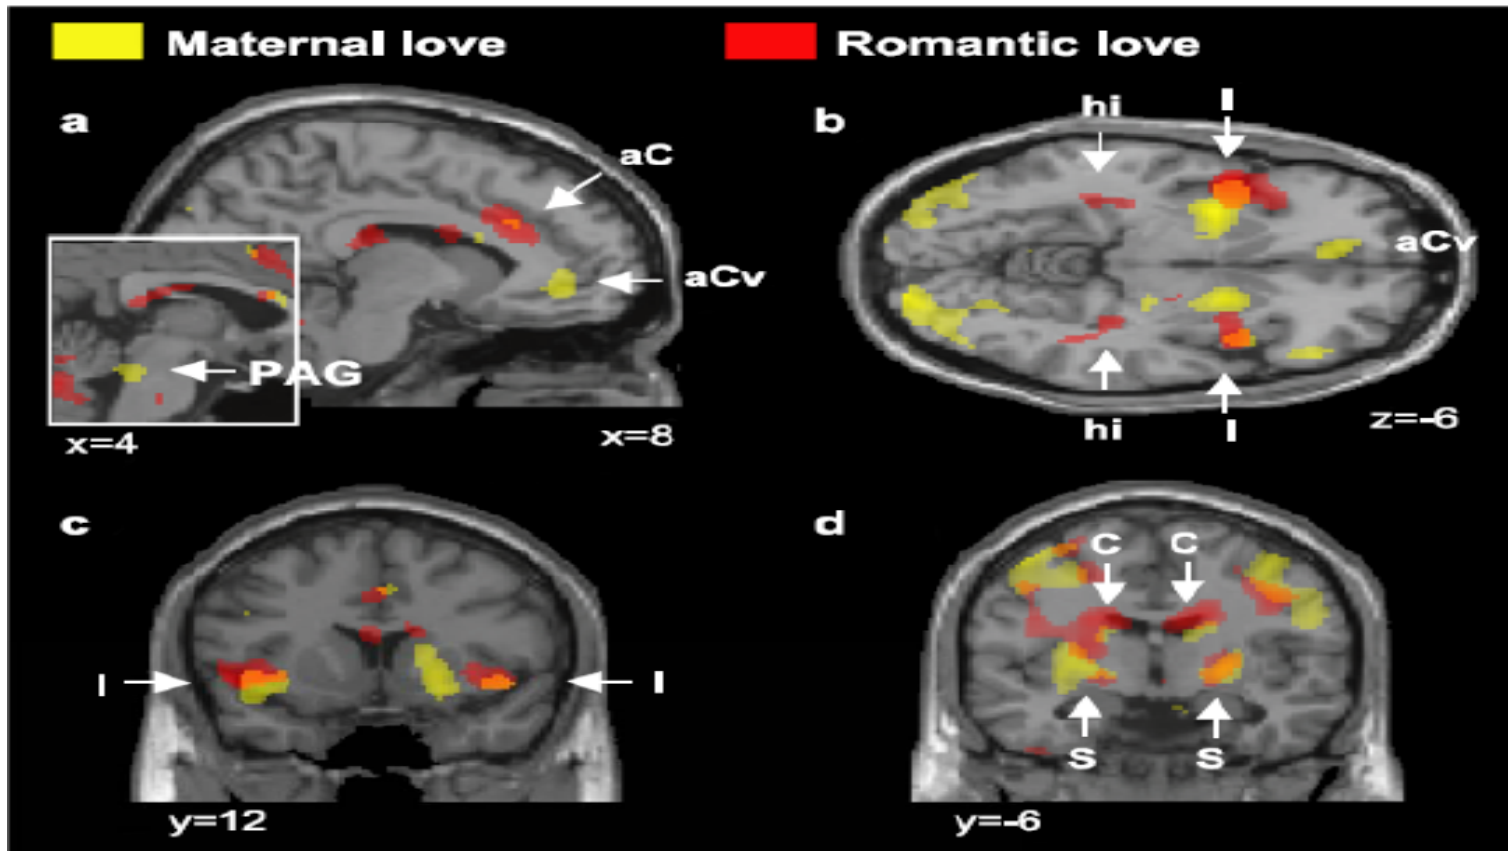 Maternal love
Romantic love
a
aC
aCv
PAG
x=4
x=8
b
hi
I
aCv
hi
I
z=-6
c
I
I
y=12
d
C
C
S
S
y=-6